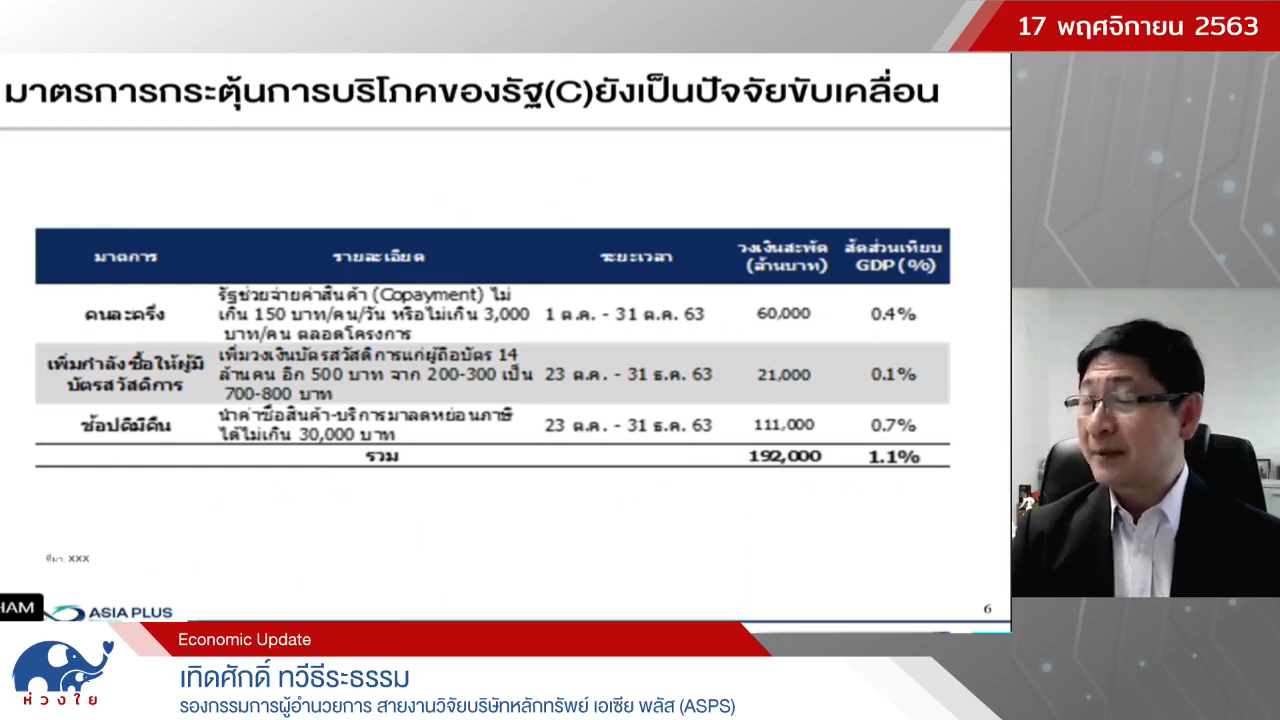 17 พฤศจิกายน 2563
มาตรการกระตุ้นการบริโภคของรัฐ(C)ยังเป็นปัจจัยขับเคลื่อน
มาตการ รายละเอียด ระยะเวลา วงเงินสะพัด (ล้านบาท) สัดส่วนเทียบ GDP (%)
คนละครึ่ง
รัฐช่วยจ่ายค่าสินค้า (Copayment) ไม่
เกิน 150 บาท/คน/วัน หรือไม่เกิน 3,000
บาท/คน ตลอดโครงการ
1 ต.ค. - 31 ต.ค. 63 60,000 0.4%
เพิ่มกำลังซื้อให้ผู้มี
บัตรสวัสดิการ
เพิ่มวงเงินบัตรสวัสดิการแก่ผู้ถือบัตร 14
ล้านคน อีก 500 บาท จาก 200-300 เป็น
700-800 บาท
23 ต.ค. - 31 ธ.ค. 63 21,000 0.1%
ช้อปดีมีคืน
นำค่าซื้อสินค้า-บริการมาลดหย่อนภาษี
ได้ไม่เกิน 30,000 บาท
23 ต.ค. - 31 ธ.ค. 63 111,000 0.7%
รวม 192,000 1.1%
ที่มา: XXX
HAM
ASIA PLUS
6
Economic Update
ห่วงใย
เทิดศักดิ์ ทวีธีระธรรม
รองกรรมการผู้อำนวยการ สายงานวิจัยบริษัทหลักทรัพย์ เอเซีย พลัส (ASPS)